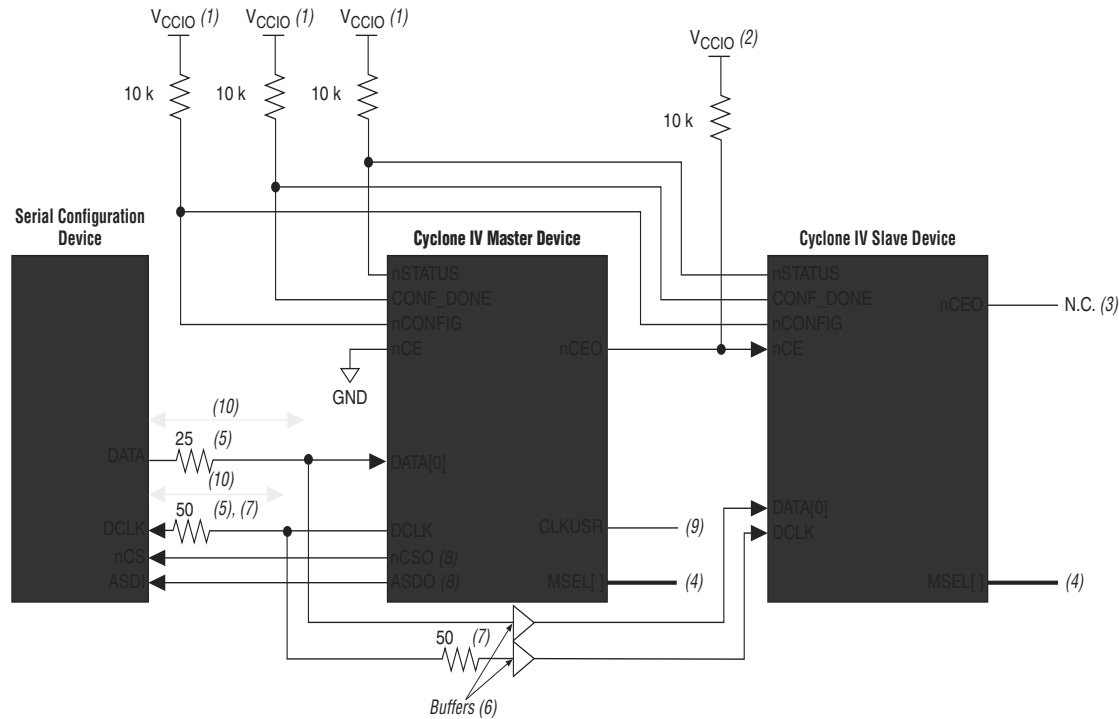 VCCIO (1) VCCIO (1) VCCIO (1)
VCCIO (2)
10 k
10 k
10 k
10 k
Serial Configuration
Device
Cyclone IV Master Device
Cyclone IV Slave Device
nSTATUS
CONF_DONE
nCONFIG
nCE
nCEO
GND
nSTATUS
CONF_DONE
nCONFIG
nCE
nCEO
N.C. (3)
(10)
25 (5)
DATA
DATA[0]
(10)
50 (5), (7)
DCLK
DCLK
nCS
nCSO (8)
ASDI
ASDO (8)
CLKUSR
(9)
MSEL[ ]
(4)
DATA[0]
DCLK
MSEL[ ]
(4)
50 (7)
Buffers (6)